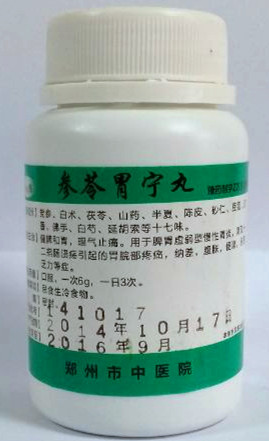 参苓胃宁丸
党参、白术、茯苓、山药、半夏、陈皮、砂仁、
佛手、白芍、延胡索等十七味。
健脾和胃，理气止痛。用于脾胃虚弱型慢性胃炎，
二指肠溃疡引起的胃脘部疼痛，纳差，腹胀，
乏力等症。
口服，一次6g，一日3次。
忌食生冷食物。
141017
2014年10月17日
2016年9月
郑州市中医院